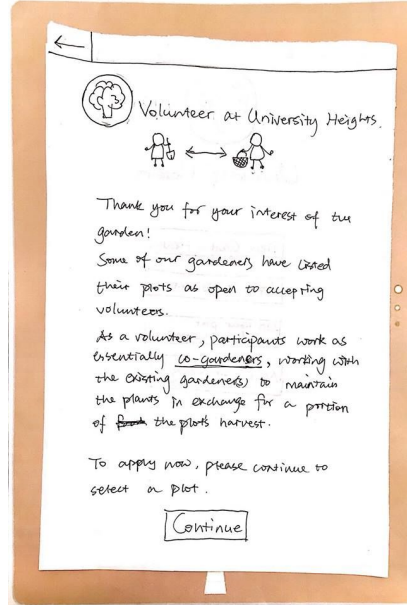 Volunteer at University Heights.
Thank you for your interest of the
garden!
Some of our gardeners have listed
their plots as open to accepting
volunteers.
As a volunteer, participants work as
essentially co-gardeners, working with
the existing gardener(s) to maintain
the plants in exchange for a portion
of the plot's harvest.
To apply now, please continue to
select a plot.
Continue